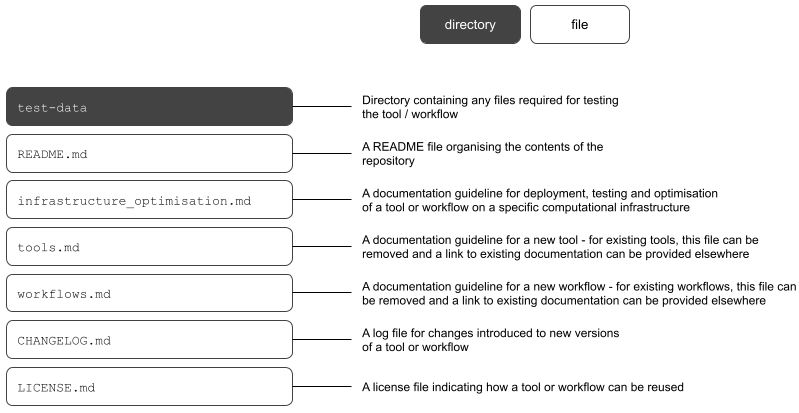 directory
file
test-data
Directory containing any files required for testing
the tool / workflow
README.md
A README file organising the contents of the
repository
infrastructure_optimisation.md
A documentation guideline for deployment, testing and optimisation
of a tool or workflow on a specific computational infrastructure
tools.md
A documentation guideline for a new tool - for existing tools, this file can be
removed and a link to existing documentation can be provided elsewhere
workflows.md
A documentation guideline for a new workflow - for existing workflows, this file can
be removed and a link to existing documentation can be provided elsewhere
CHANGELOG.md
A log file for changes introduced to new versions
of a tool or workflow
LICENSE.md
A license file indicating how a tool or workflow can be reused